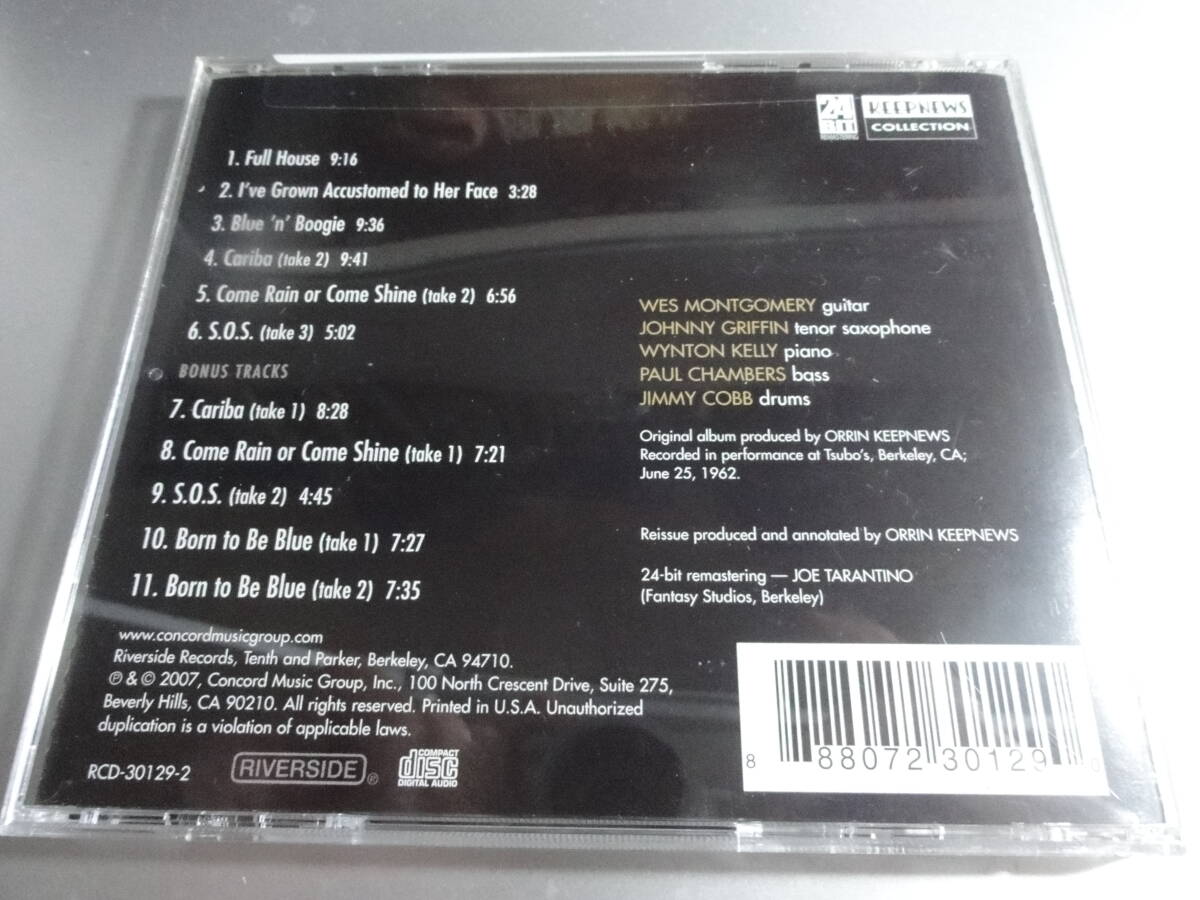 24
BIT
REMASTERING
KEEPNEWS
COLLECTION
1. Full House 9:16
2. I've Grown Accustomed to Her Face 3:28
3. Blue 'n' Boogie 9:36
4. Cariba (take 2) 9:41
5. Come Rain or Come Shine (take 2) 6:56
6. S.O.S. (take 3) 5:02
BONUS TRACKS
7. Cariba (take 1) 8:28
8. Come Rain or Come Shine (take 1) 7:21
9. S.O.S. (take 2) 4:45
10. Born to Be Blue (take 1) 7:27
11. Born to Be Blue (take 2) 7:35
WES MONTGOMERY guitar
JOHNNY GRIFFIN tenor saxophone
WYNTON KELLY piano
PAUL CHAMBERS bass
JIMMY COBB drums
Original album produced by ORRIN KEEPNEWS
Recorded in performance at Tsubo's, Berkeley, CA;
June 25, 1962.
Reissue produced and annotated by ORRIN KEEPNEWS
24-bit remastering — JOE TARANTINO
(Fantasy Studios, Berkeley)
www.concordmusicgroup.com
Riverside Records, Tenth and Parker, Berkeley, CA 94710.
℗ & © 2007, Concord Music Group, Inc., 100 North Crescent Drive, Suite 275,
Beverly Hills, CA 90210. All rights reserved. Printed in U.S.A. Unauthorized
duplication is a violation of applicable laws.
RCD-30129-2
RIVERSIDE®
COMPACT
disc
DIGITAL AUDIO
8 88072 30129 0